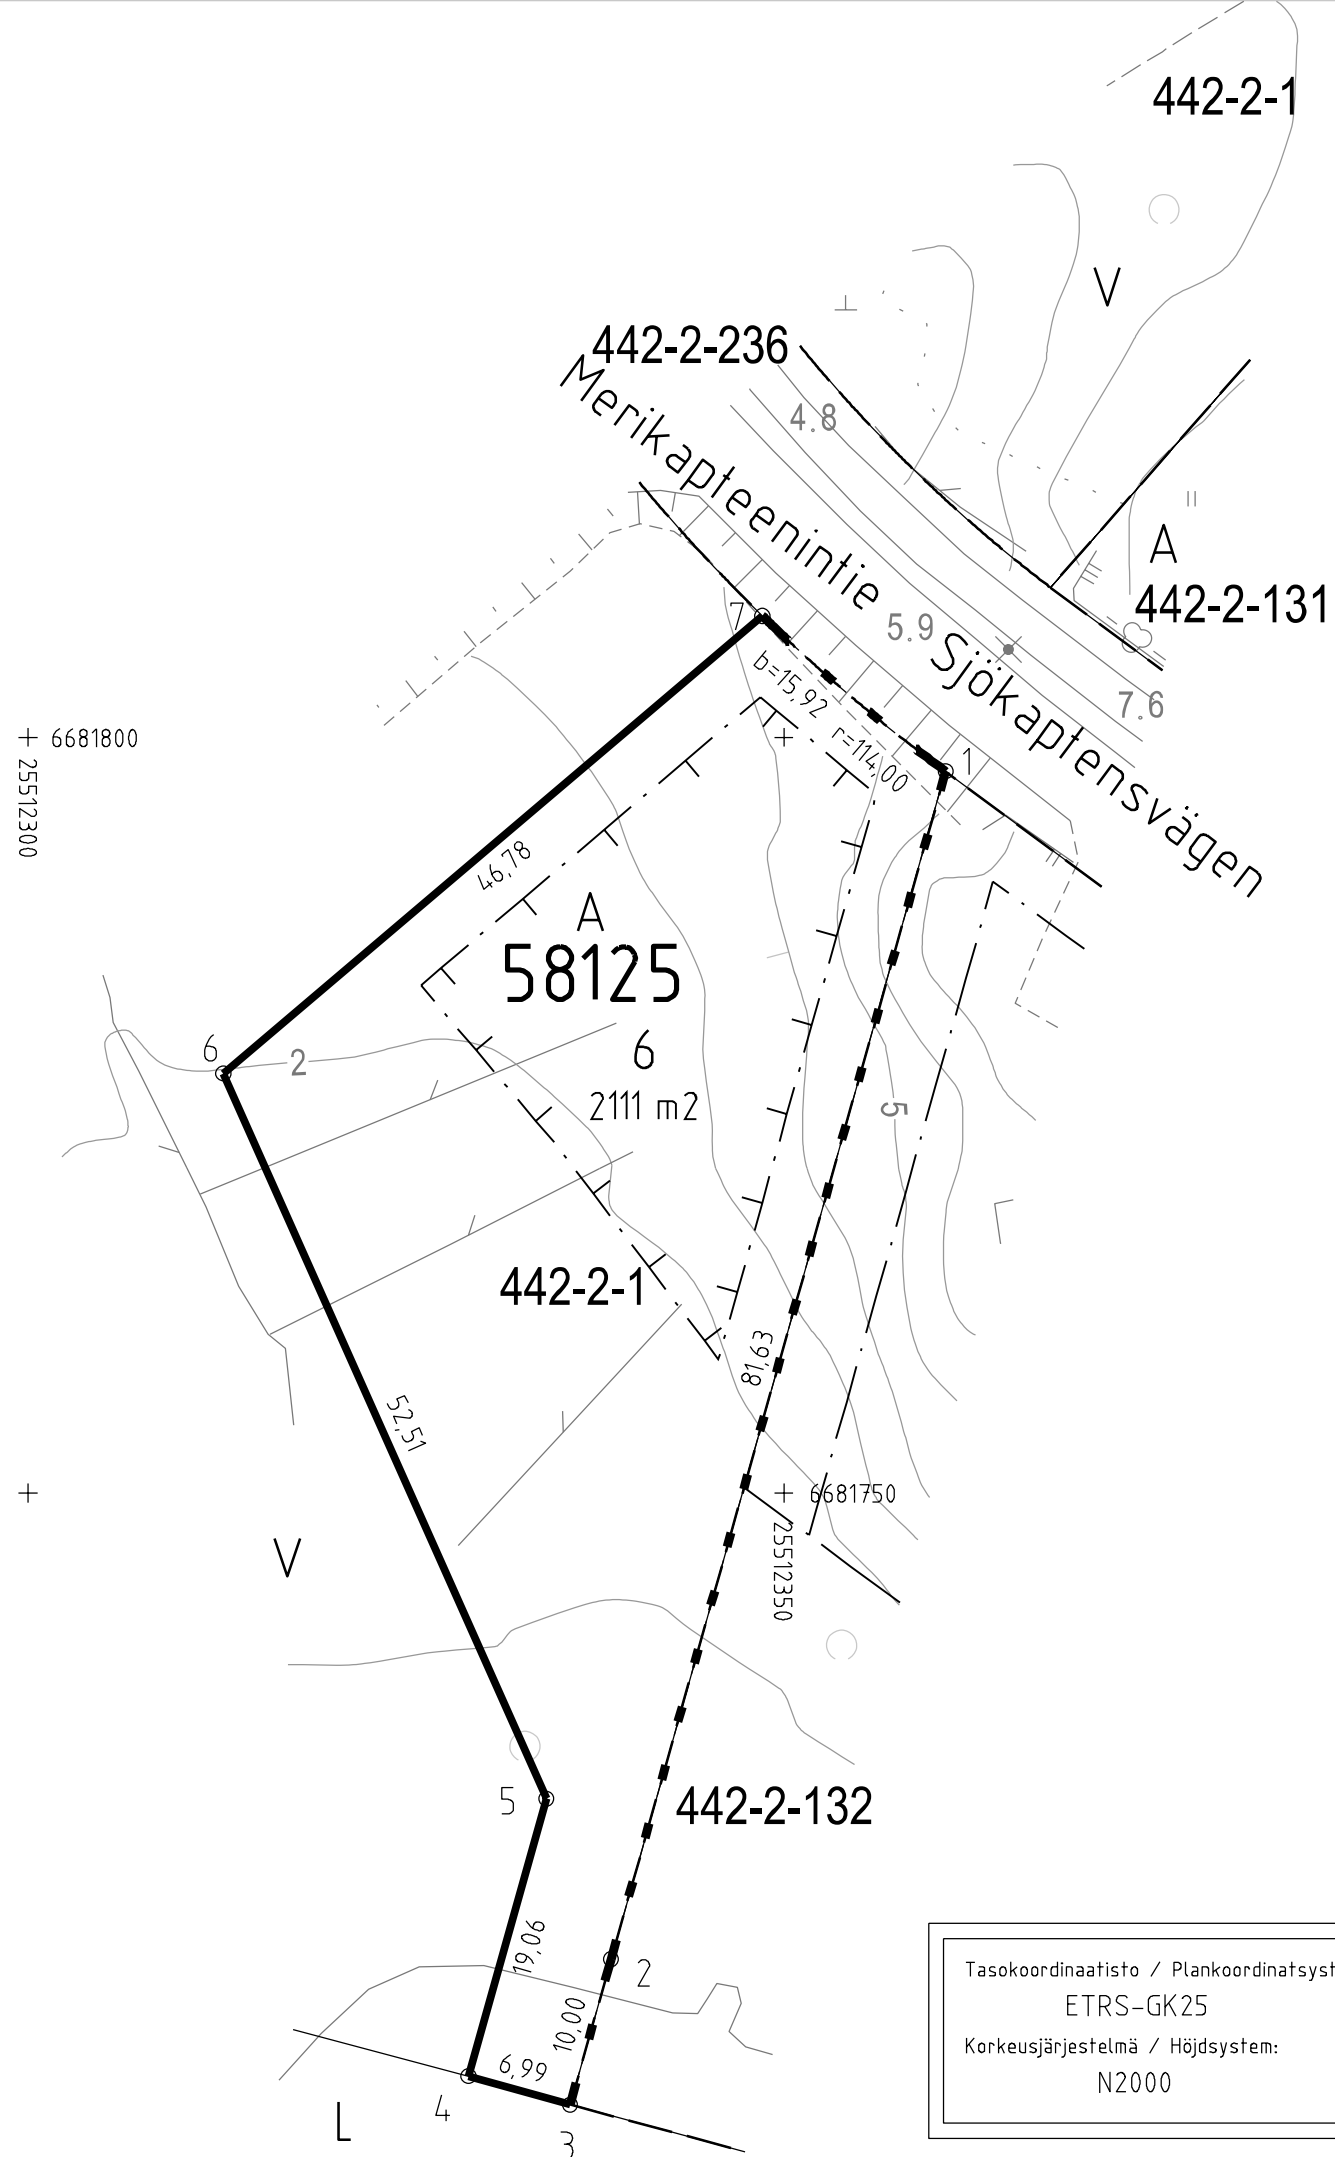 442-2-1
V
442-2-236
Merikapteenintie Sjökaptensvägen
4.8
A
442-2-131
5.9
7.6
7
b=15,92 r=114,00
1
6681800
25512300
46,78
A
58125
6
2111 m2
6
2
5
442-2-1
81,63
52,51
6681750
25512350
V
5
442-2-132
19,06
2
10,00
6,99
4
3
L
Tasokoordinaatisto / Plankoordinatsyst
ETRS-GK25
Korkeusjärjestelmä / Höjdsystem:
N2000